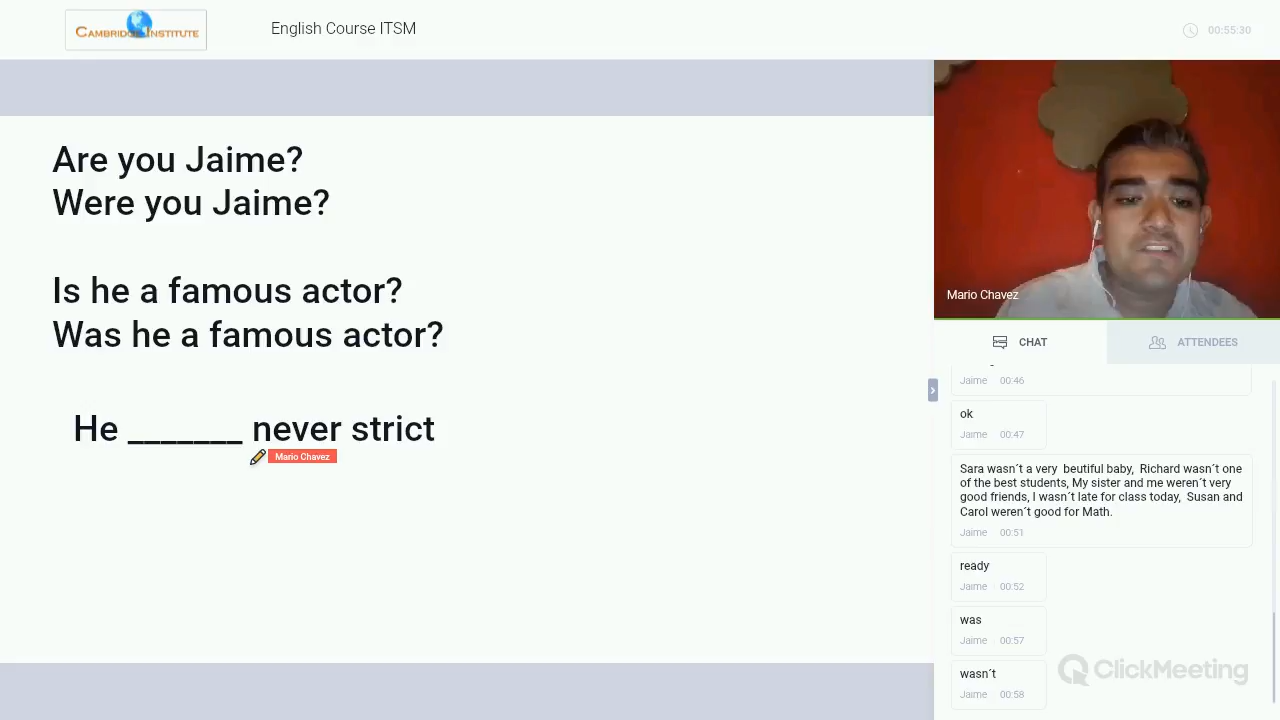 CAMBRIDGE INSTITUTE
English Course ITSM
00:55:30
Are you Jaime?
Were you Jaime?
Is he a famous actor?
Was he a famous actor?
He _______ never strict
Mario Chavez
Mario Chavez
CHAT
ATTENDEES
Jaime 00:46
ok
Jaime 00:47
Sara wasn´t a very beutiful baby, Richard wasn´t one
of the best students, My sister and me weren´t very
good friends, I wasn´t late for class today, Susan and
Carol weren´t good for Math.
Jaime 00:51
ready
Jaime 00:52
was
Jaime 00:57
wasn´t
Jaime 00:58
ClickMeeting